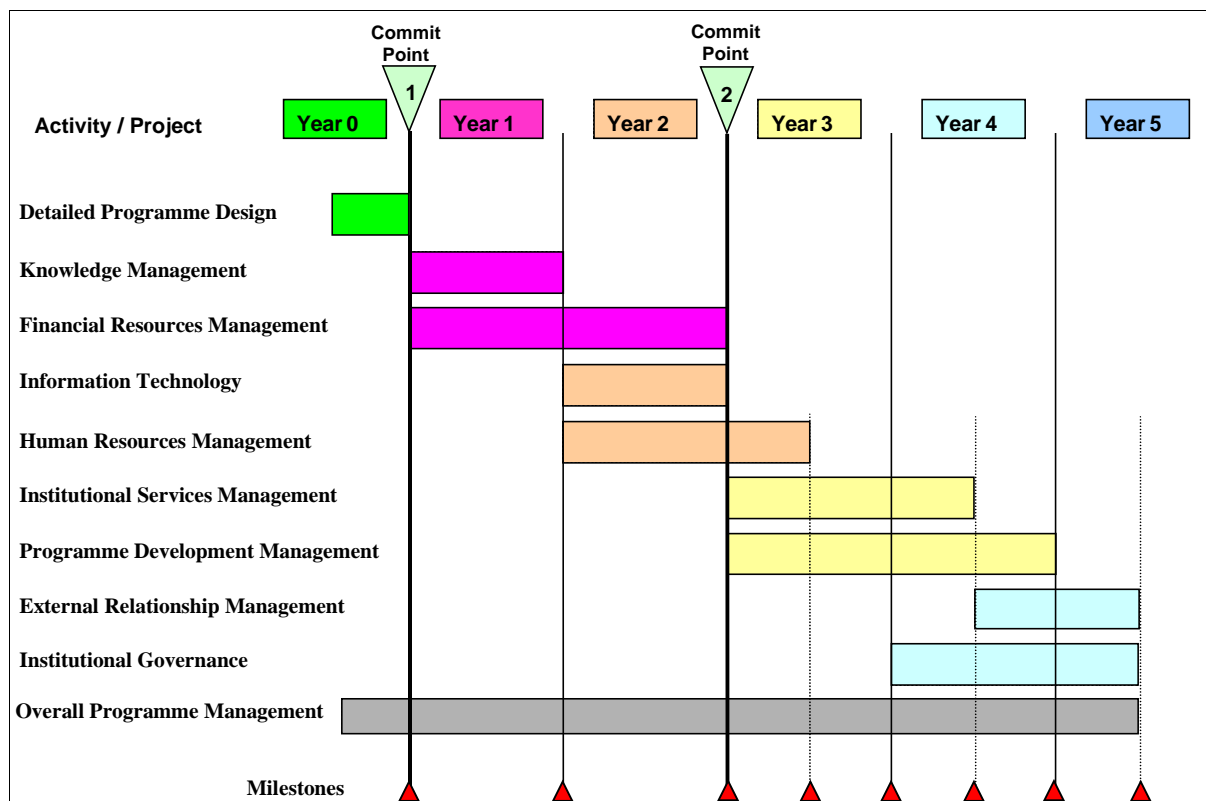 Commit
Point
Commit
Point
1
2
Activity / Project
Year 0
Year 1
Year 2
Year 3
Year 4
Year 5
Detailed Programme Design
Knowledge Management
Financial Resources Management
Information Technology
Human Resources Management
Institutional Services Management
Programme Development Management
External Relationship Management
Institutional Governance
Overall Programme Management
Milestones